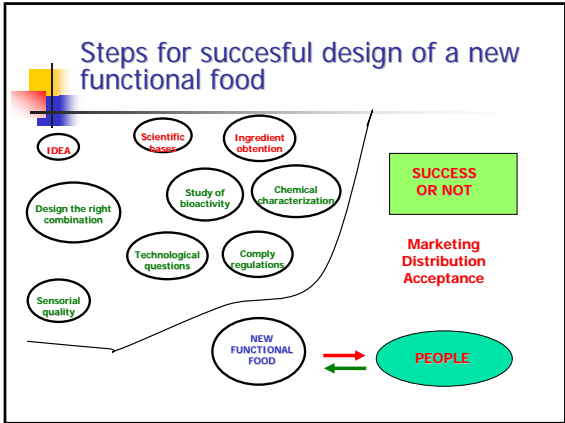 Steps for succesful design of a new
functional food
IDEA
Scientific
bases
Ingredient
obtention
SUCCESS
OR NOT
Design the right
combination
Study of
bioactivity
Chemical
characterization
Marketing
Distribution
Acceptance
Technological
questions
Comply
regulations
Sensorial
quality
NEW
FUNCTIONAL
FOOD
PEOPLE